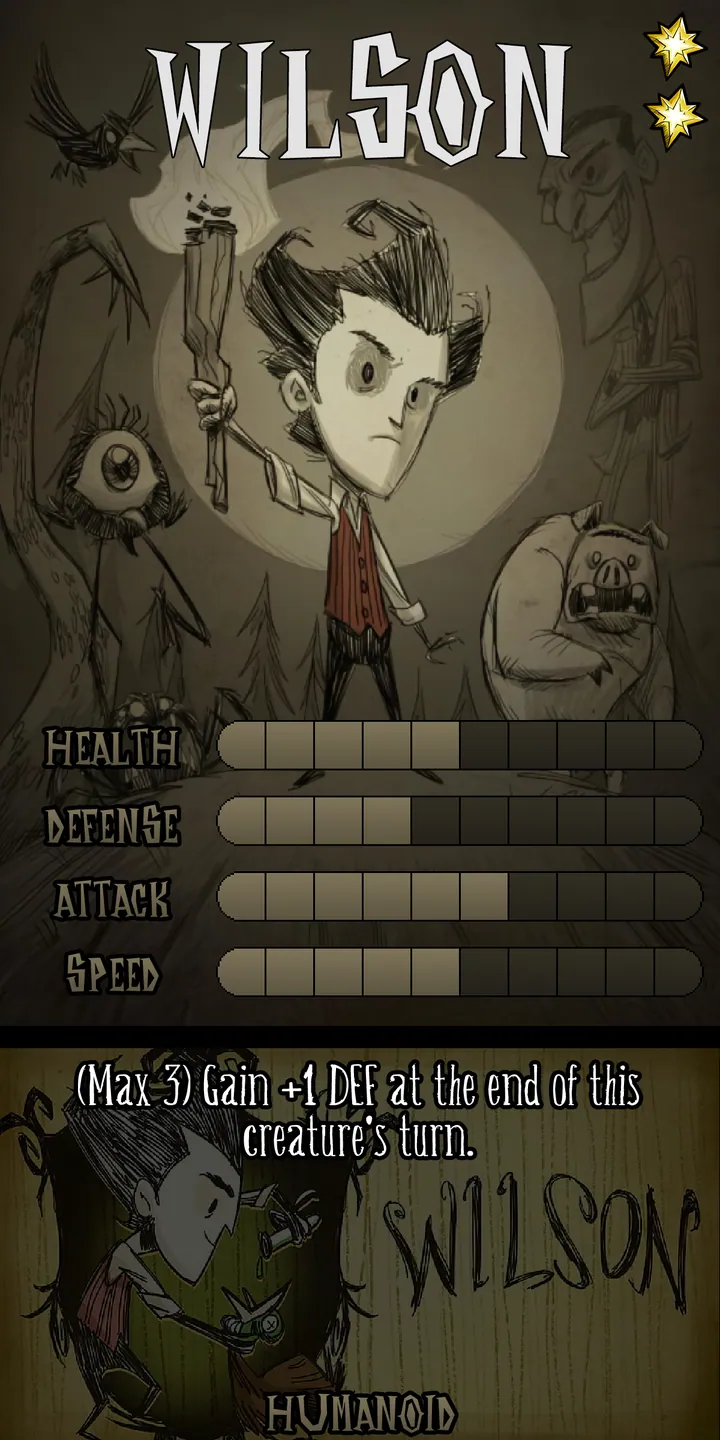 WILSON
HEALTH
DEFENSE
ATTACK
SPEED
(Max 3) Gain +1 DEF at the end of this
creature's turn.
WILSON
HUMANOID